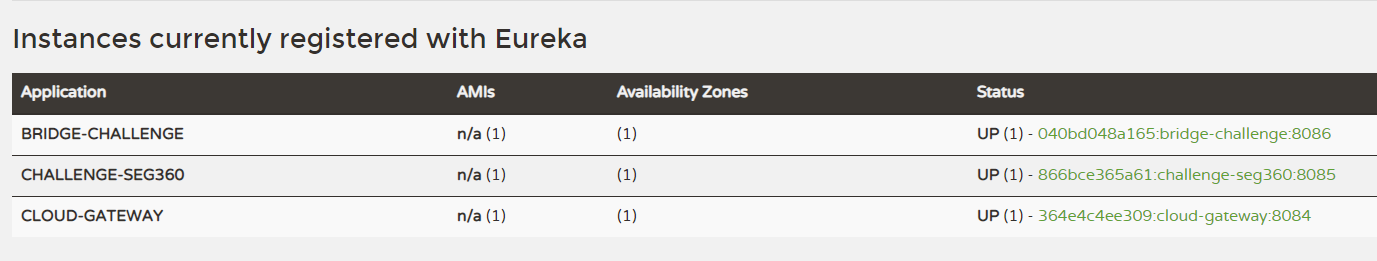 Instances currently registered with Eureka
Application AMIs Availability Zones Status
BRIDGE-CHALLENGE n/a (1) (1) UP (1) - 040bd048a165:bridge-challenge:8086
CHALLENGE-SEG360 n/a (1) (1) UP (1) - 866bce365a61:challenge-seg360:8085
CLOUD-GATEWAY n/a (1) (1) UP (1) - 364e4c4ee309:cloud-gateway:8084